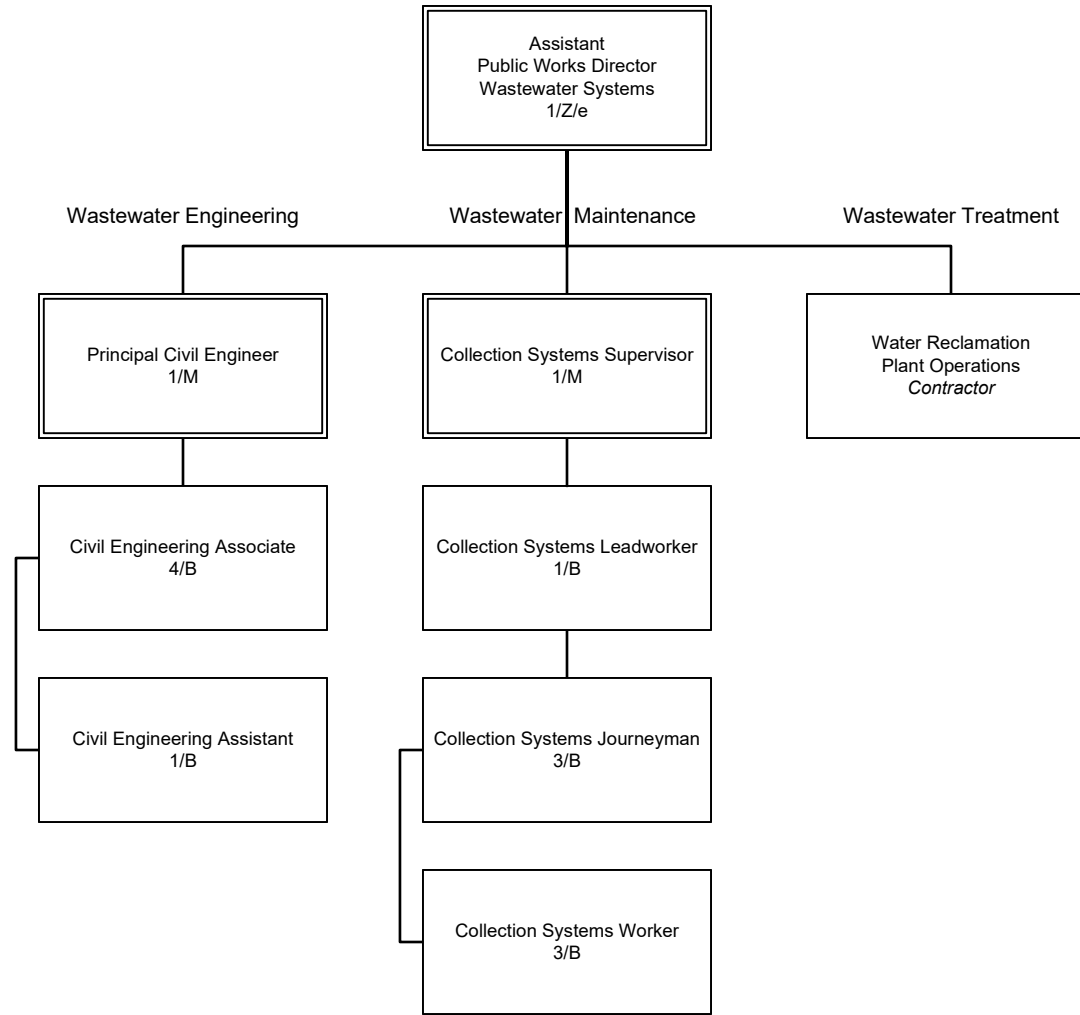 Assistant
Public Works Director
Wastewater Systems
1/Z/e
Wastewater Engineering
Wastewater Maintenance
Wastewater Treatment
Principal Civil Engineer
1/M
Collection Systems Supervisor
1/M
Water Reclamation
Plant Operations
Contractor
Civil Engineering Associate
4/B
Collection Systems Leadworker
1/B
Civil Engineering Assistant
1/B
Collection Systems Journeyman
3/B
Collection Systems Worker
3/B